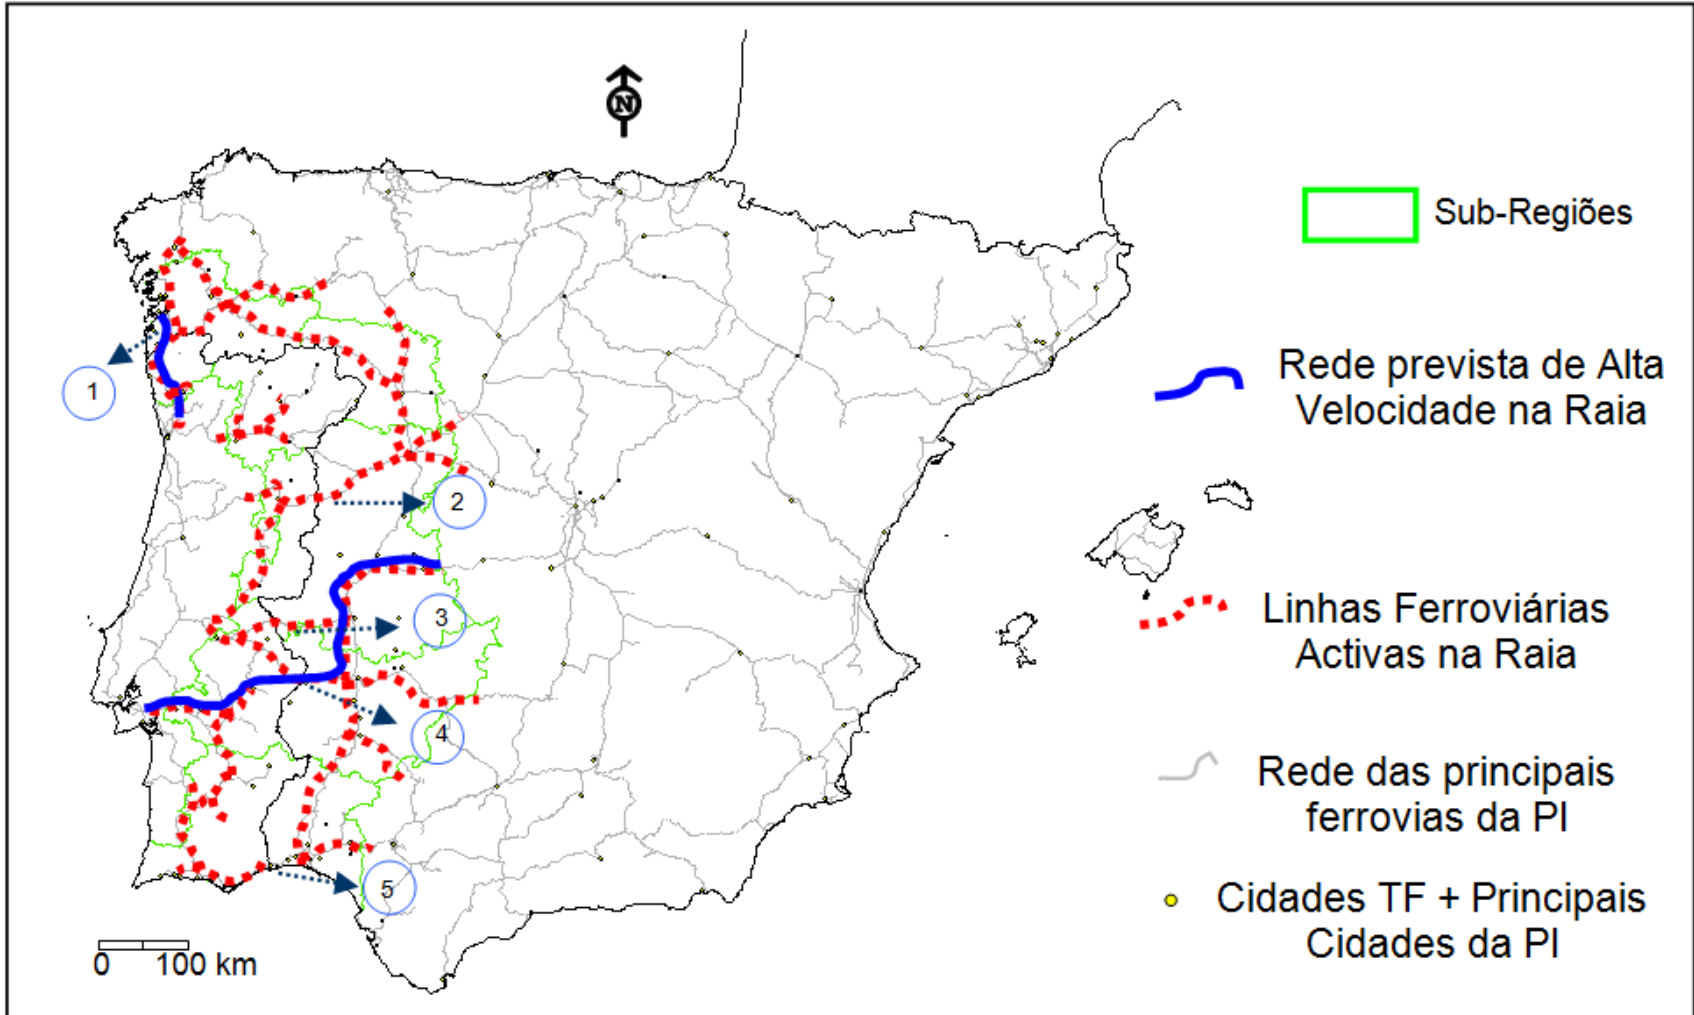 N
Sub-Regiões
Rede prevista de Alta
Velocidade na Raia
1
2
3
Linhas Ferroviárias
Activas na Raia
4
Rede das principais
ferrovias da PI
5
Cidades TF + Principais
Cidades da PI
0 100 km